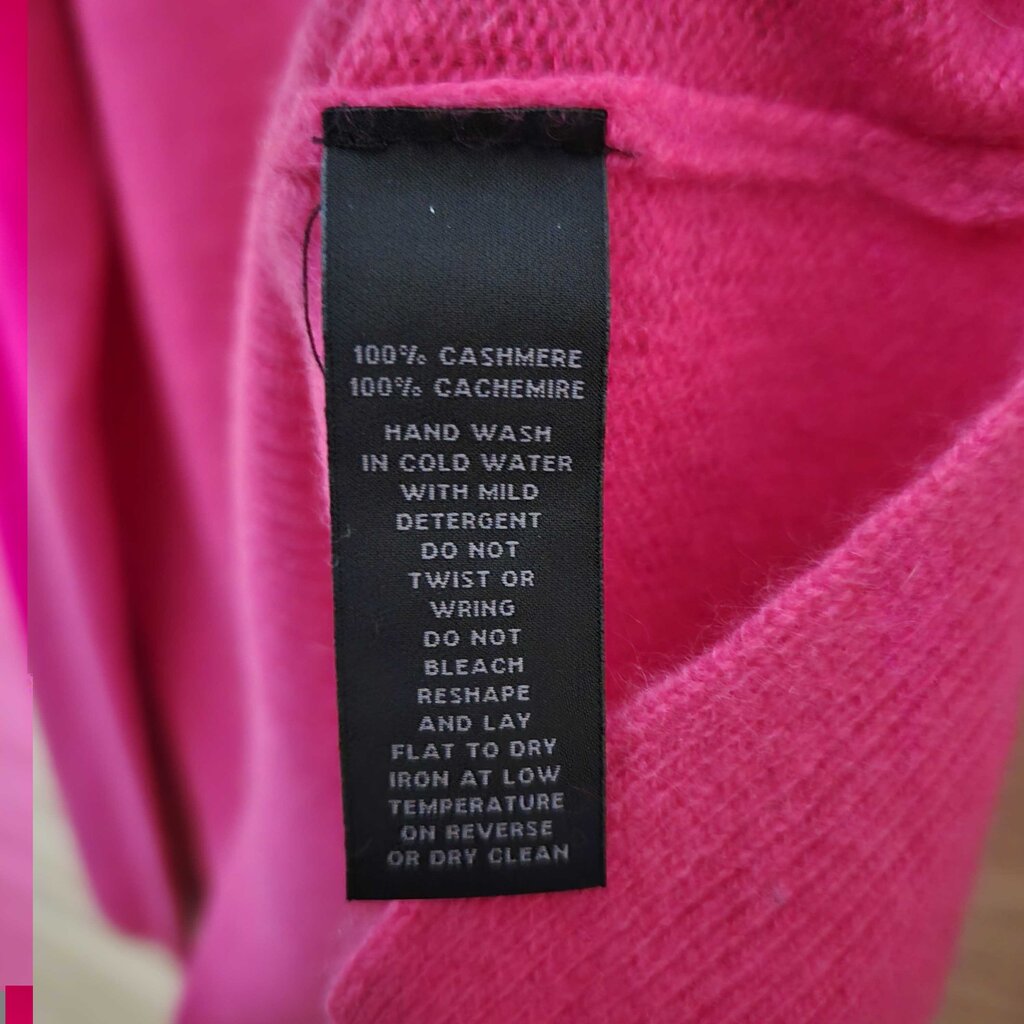 100% CASHMERE
100% CACHEMIRE
HAND WASH
IN COLD WATER
WITH MILD
DETERGENT
DO NOT
TWIST OR
WRING
DO NOT
BLEACH
RESHAPE
AND LAY
FLAT TO DRY
IRON AT LOW
TEMPERATURE
ON REVERSE
OR DRY CLEAN